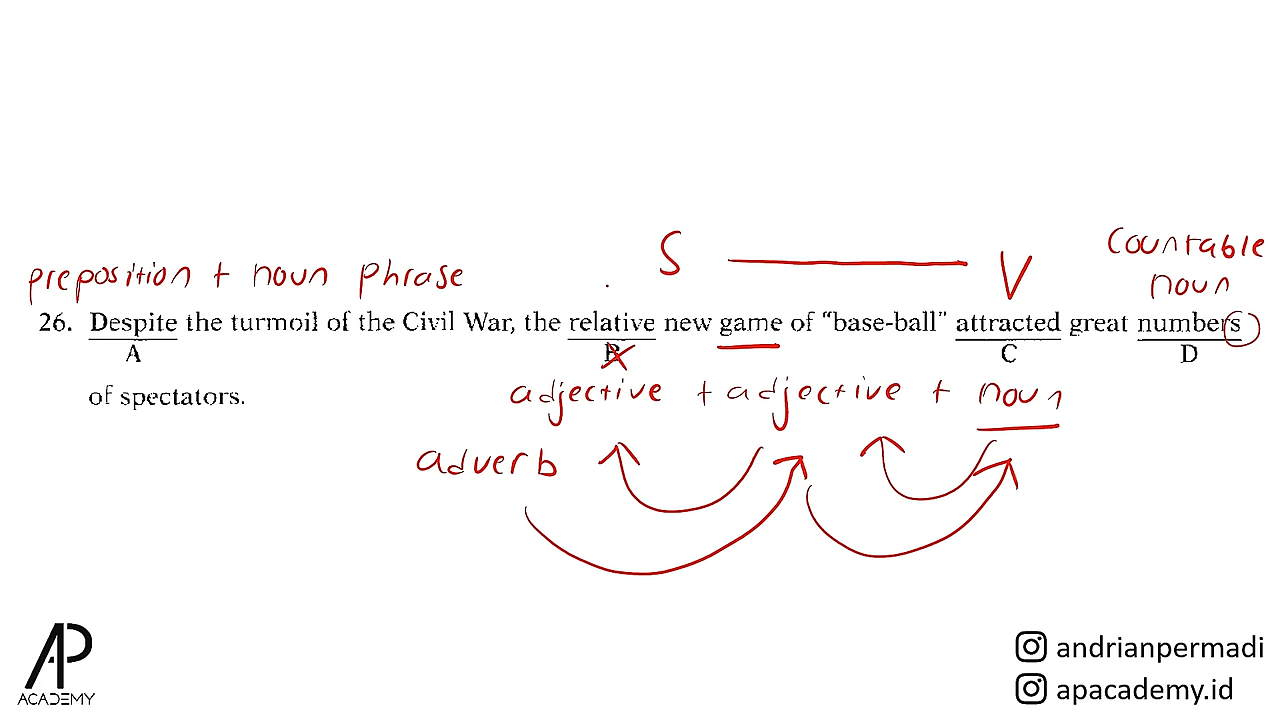 countable
S
V
preposition + noun phrase
noun
26. Despite the turmoil of the Civil War, the relative new game of “base-ball” attracted great numbers
A B C D
of spectators.
adjective + adjective + noun
adverb
AP
ACADEMY
andrianpermadi
apacademy.id